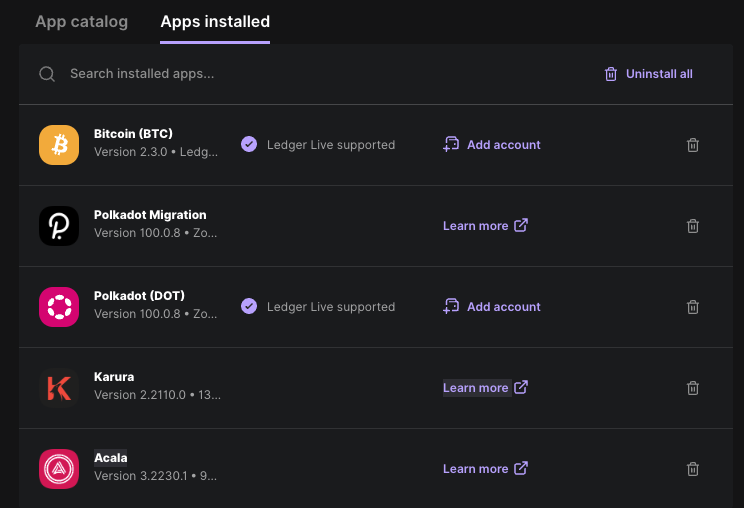 App catalog Apps installed
Search installed apps... Uninstall all
Bitcoin (BTC)
Version 2.3.0 • Ledg... Ledger Live supported Add account
Polkadot Migration
Version 100.0.8 • Zo... Learn more
Polkadot (DOT)
Version 100.0.8 • Zo... Ledger Live supported Add account
Karura
Version 2.2110.0 • 13... Learn more
Acala
Version 3.2230.1 • 9... Learn more